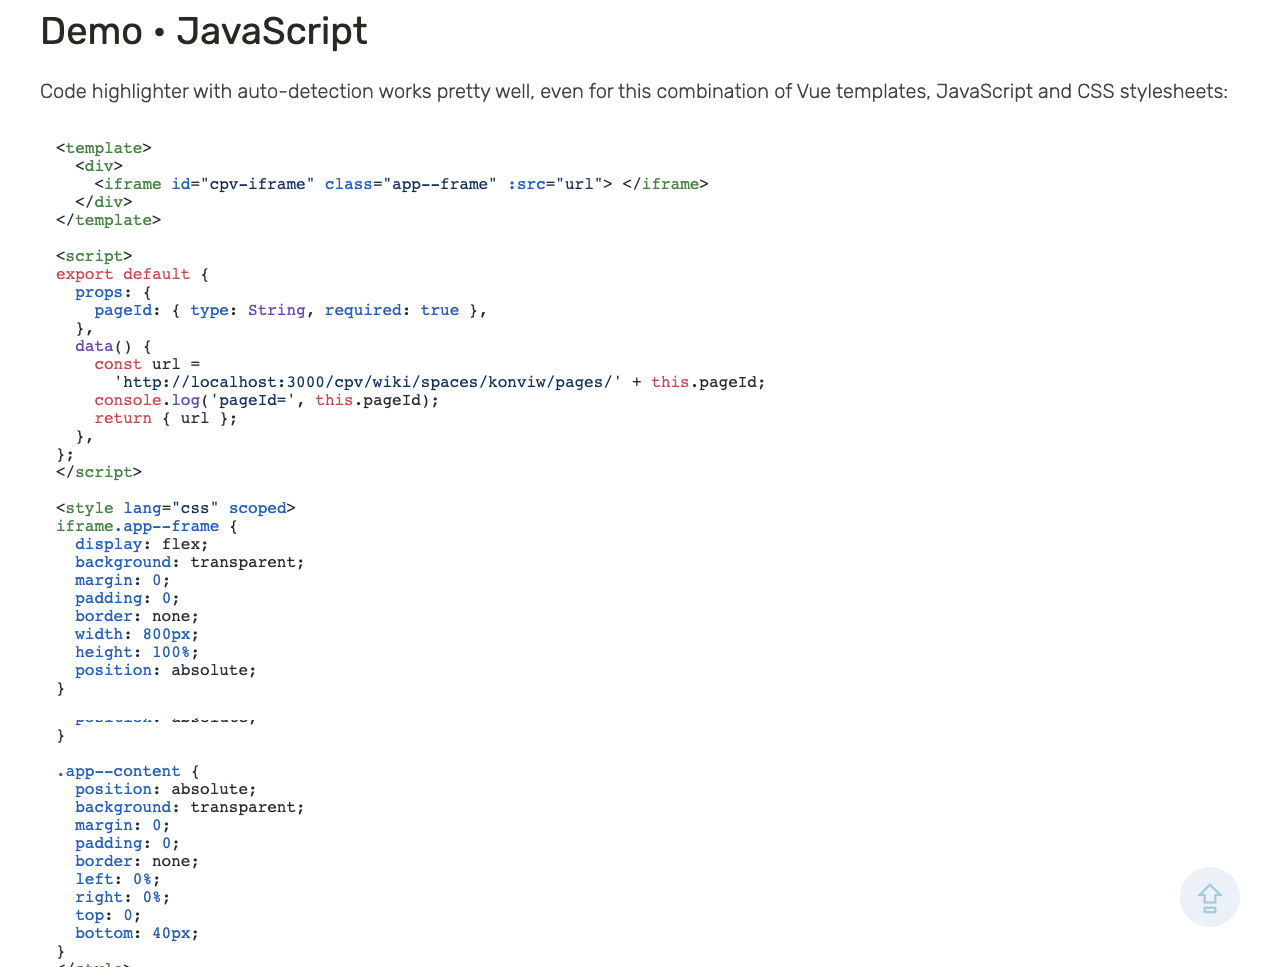 Demo • JavaScript
Code highlighter with auto-detection works pretty well, even for this combination of Vue templates, JavaScript and CSS stylesheets:
<template>
  <div>
    <iframe id="cpv-iframe" class="app--frame" :src="url"> </iframe>
  </div>
</template>
<script>
export default {
  props: {
    pageId: { type: String, required: true },
  },
  data() {
    const url =
      'http://localhost:3000/cpv/wiki/spaces/konviw/pages/' + this.pageId;
    console.log('pageId=', this.pageId);
    return { url };
  },
};
</script>
<style lang="css" scoped>
iframe.app--frame {
  display: flex;
  background: transparent;
  margin: 0;
  padding: 0;
  border: none;
  width: 800px;
  height: 100%;
  position: absolute;
}
  position: absolute;
}
.app--content {
  position: absolute;
  background: transparent;
  margin: 0;
  padding: 0;
  border: none;
  left: 0%;
  right: 0%;
  top: 0;
  bottom: 40px;
}
</style>